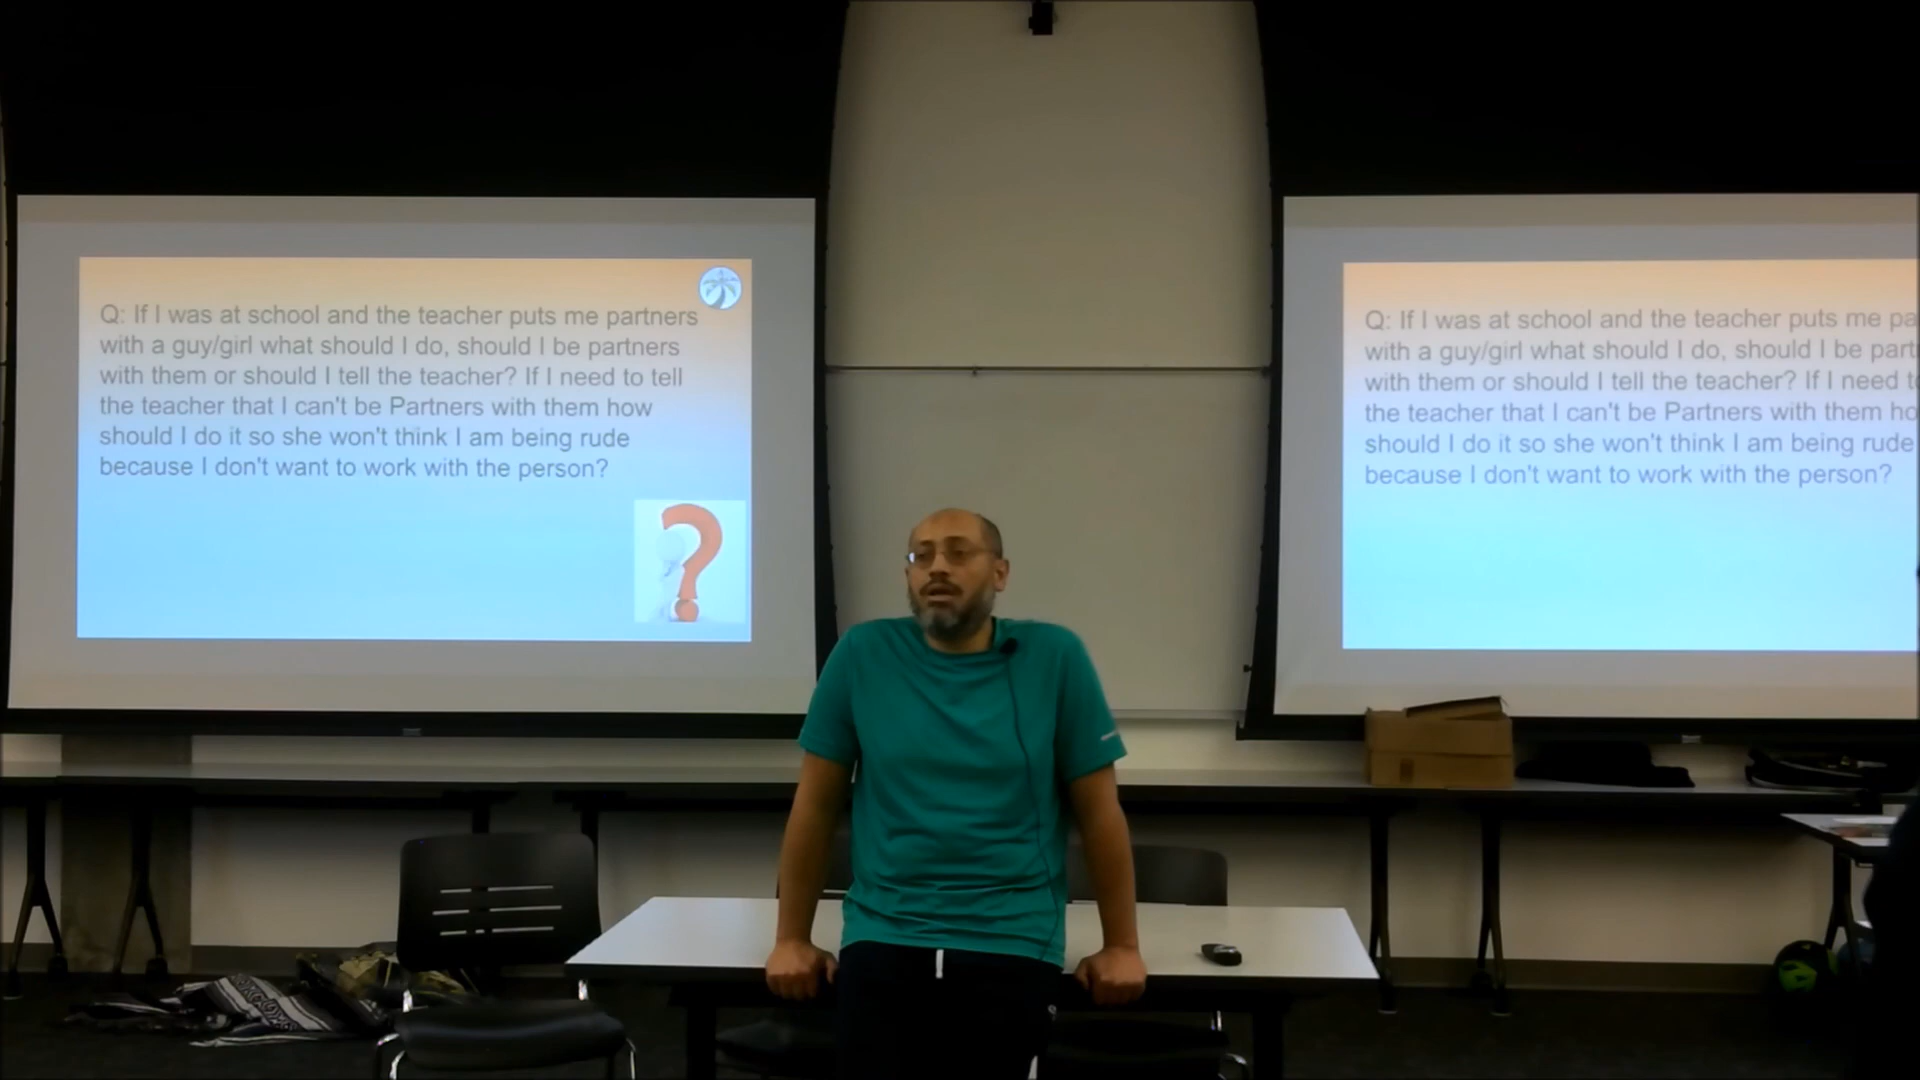 Q: If I was at school and the teacher puts me partners
with a guy/girl what should I do, should I be partners
with them or should I tell the teacher? If I need to tell
the teacher that I can't be Partners with them how
should I do it so she won't think I am being rude
because I don't want to work with the person?
Q: If I was at school and the teacher puts me pa
with a guy/girl what should I do, should I be part
with them or should I tell the teacher? If I need t
the teacher that I can't be Partners with them ho
should I do it so she won't think I am being rude
because I don't want to work with the person?